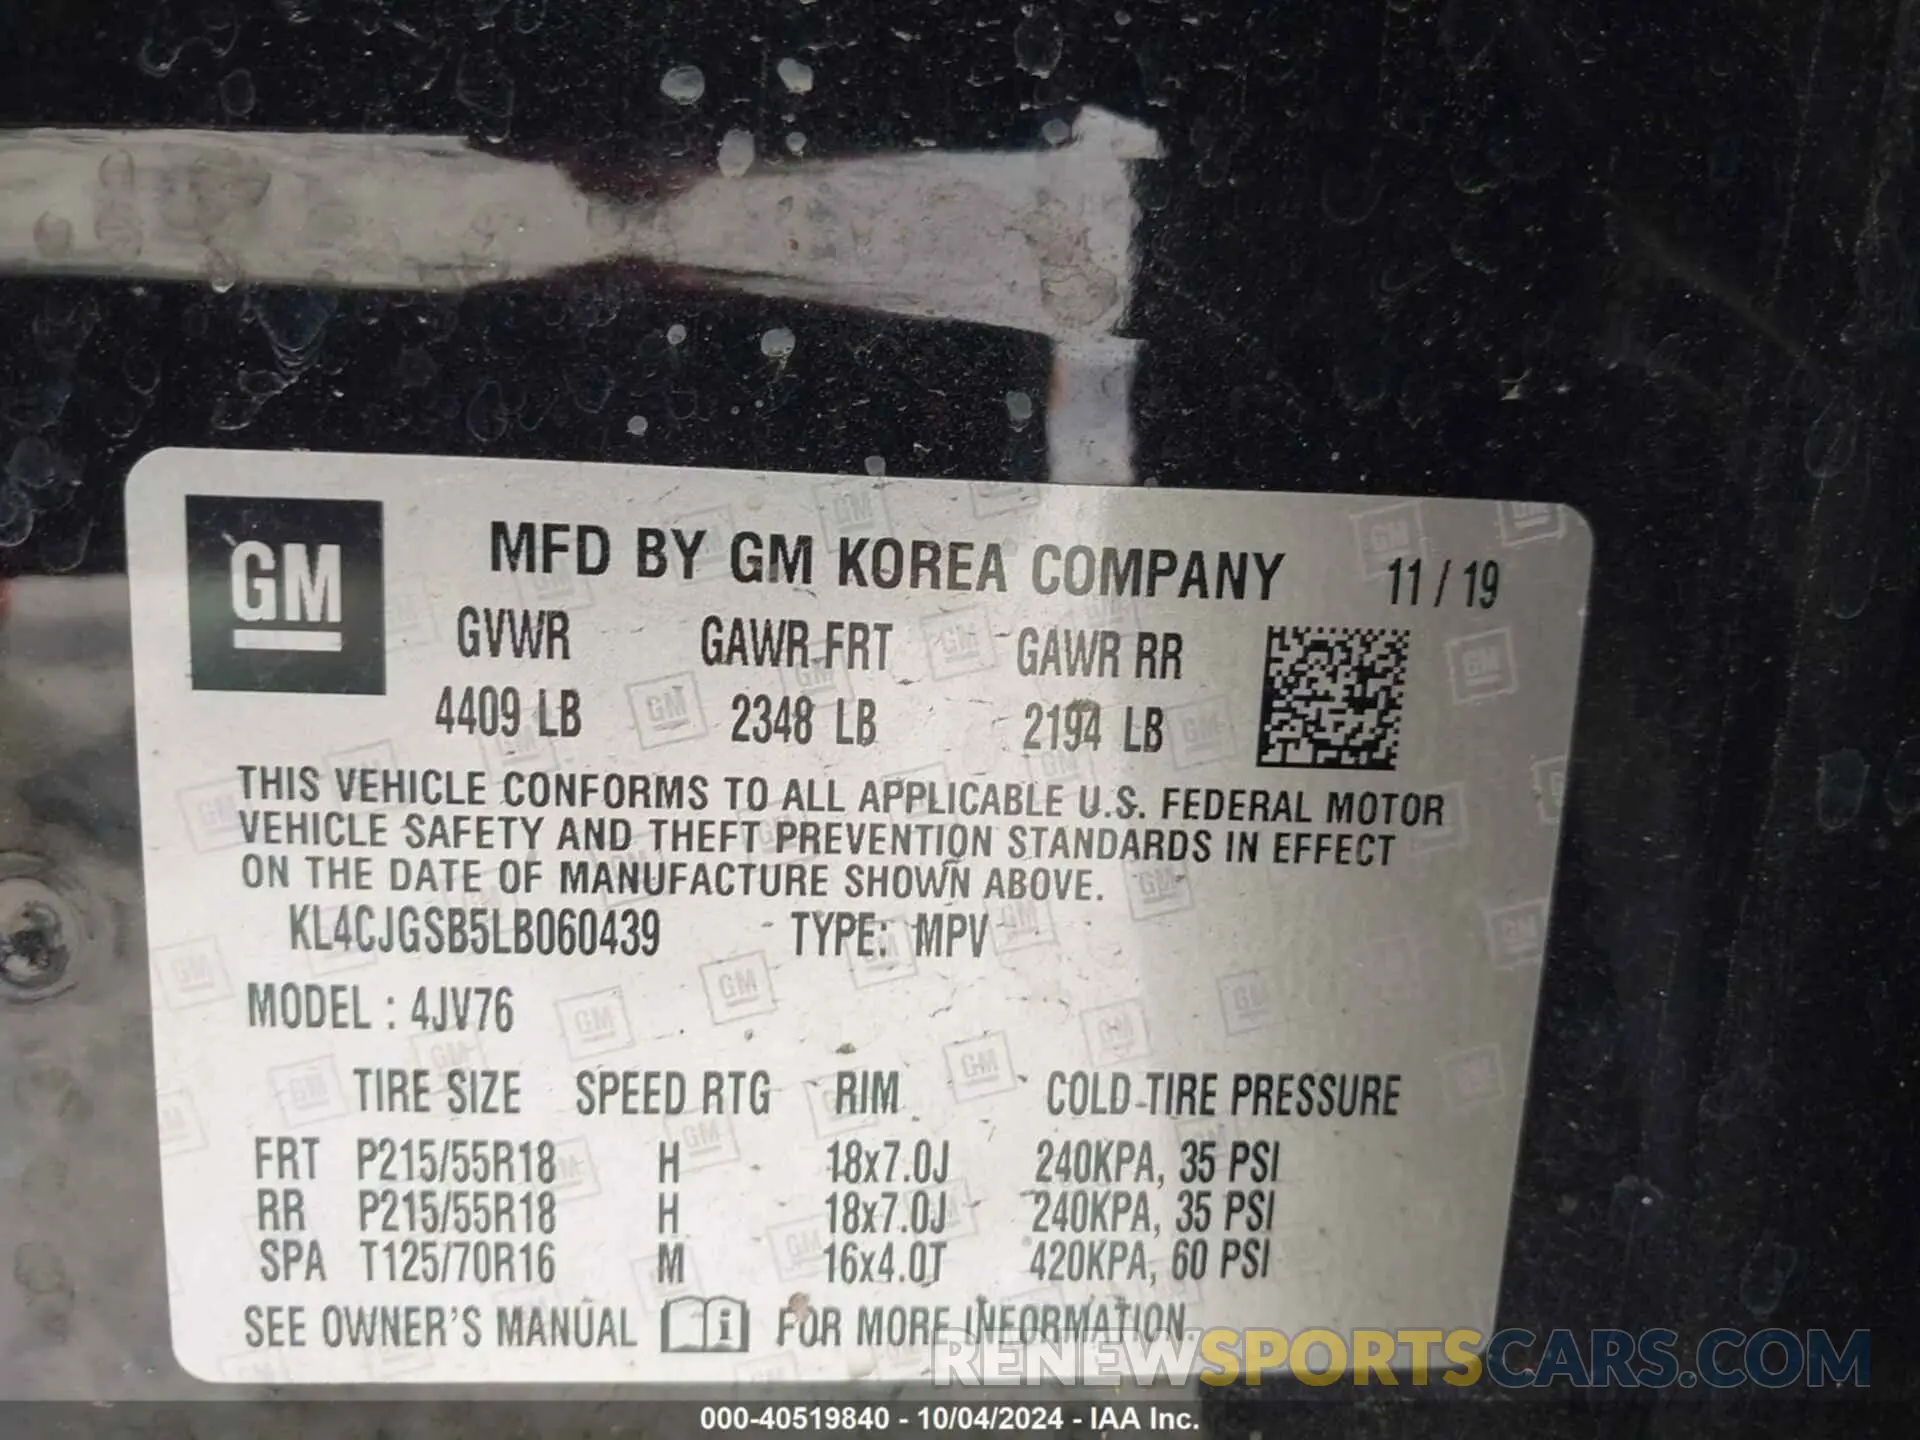 GM
MFD BY GM KOREA COMPANY 11 / 19
GVWR GAWR FRT GAWR RR
4409 LB 2348 LB 2194 LB
THIS VEHICLE CONFORMS TO ALL APPLICABLE U.S. FEDERAL MOTOR
VEHICLE SAFETY AND THEFT PREVENTION STANDARDS IN EFFECT
ON THE DATE OF MANUFACTURE SHOWN ABOVE.
KL4CJGSB5LB060439 TYPE: MPV
MODEL : 4JV76
TIRE SIZE SPEED RTG RIM COLD TIRE PRESSURE
FRT P215/55R18 H 18x7.0J 240KPA, 35 PSI
RR P215/55R18 H 18x7.0J 240KPA, 35 PSI
SPA T125/70R16 M 16x4.0T 420KPA, 60 PSI
SEE OWNER'S MANUAL i FOR MORE INFORMATION.
RENEWSPORTSCARS.COM
000-40519840 - 10/04/2024 - IAA Inc.